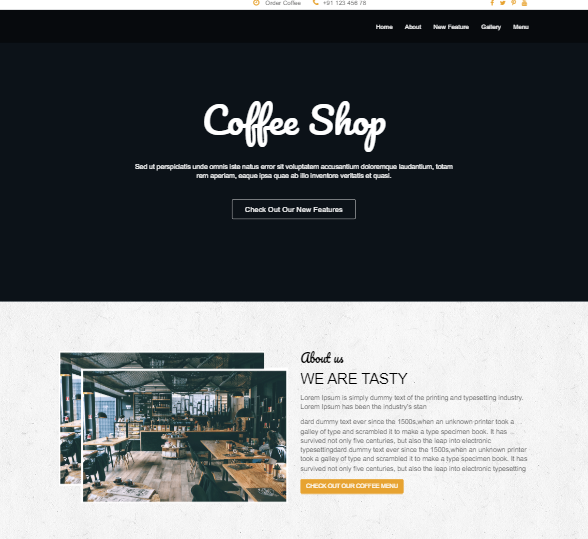 Order Coffee +91 123 456 78
Home About New Feature Gallery Menu
Coffee Shop
Sed ut perspiciatis unde omnis iste natus error sit voluptatem accusantium doloremque laudantium, totam
rem aperiam, eaque ipsa quae ab illo inventore veritatis et quasi.
Check Out Our New Features
About us
WE ARE TASTY
Lorem Ipsum is simply dummy text of the printing and typesetting industry.
Lorem Ipsum has been the industry's stan
dard dummy text ever since the 1500s,when an unknown printer took a
galley of type and scrambled it to make a type specimen book. It has
survived not only five centuries, but also the leap into electronic
typesettingdard dummy text ever since the 1500s,when an unknown printer
took a galley of type and scrambled it to make a type specimen book. It has
survived not only five centuries, but also the leap into electronic typesetting
CHECK OUT OUR COFFEE MENU